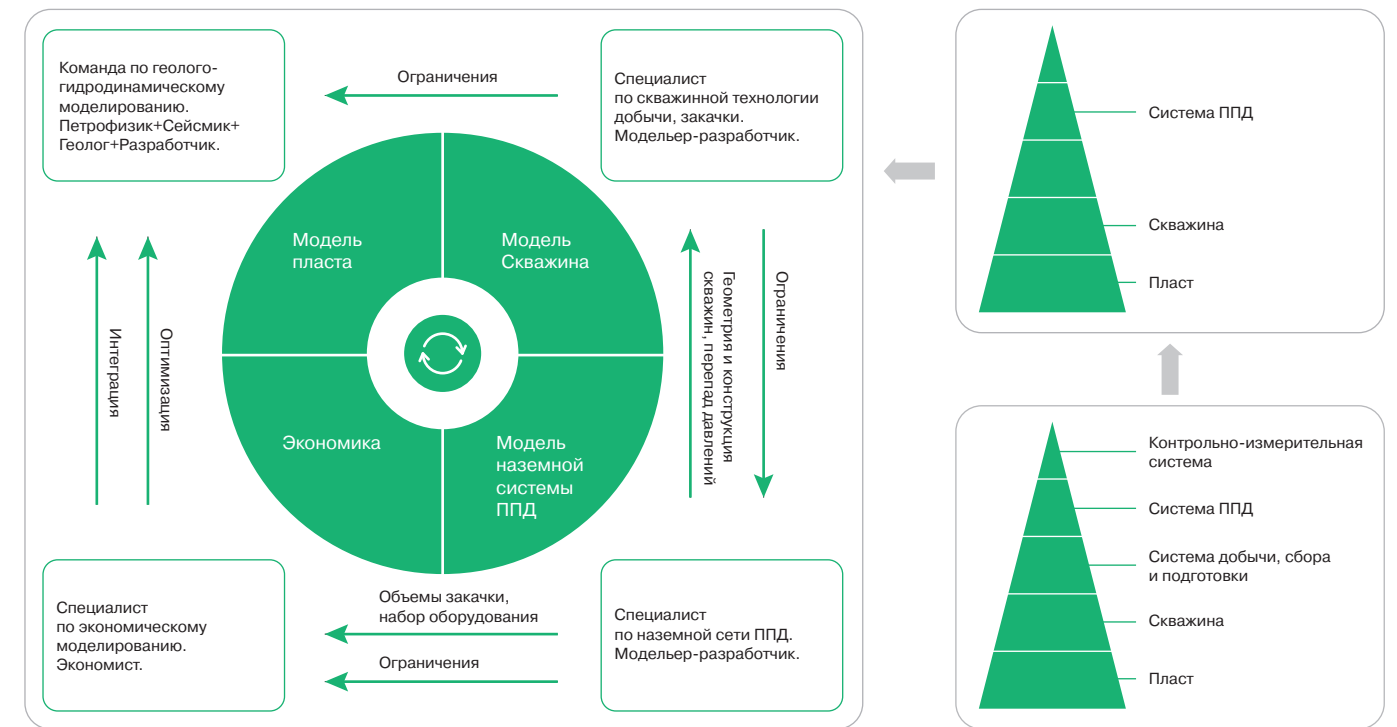 Команда по геолого-
гидродинамическому
моделированию.
Петрофизик+Сейсмик+
Геолог+Разработчик.
Ограничения
Специалист
по скважинной технологии
добычи, закачки.
Модельер-разработчик.
Модель
пласта
Модель
Скважина
Экономика
Модель
наземной
системы
ППД
Интеграция
Оптимизация
Геометрия и конструкция
скважин, перепад давлений
Ограничения
Специалист
по экономическому
моделированию.
Экономист.
Объемы закачки,
набор оборудования
Ограничения
Специалист
по наземной сети ППД.
Модельер-разработчик.
Система ППД
Скважина
Пласт
Контрольно-измерительная
система
Система ППД
Система добычи, сбора
и подготовки
Скважина
Пласт